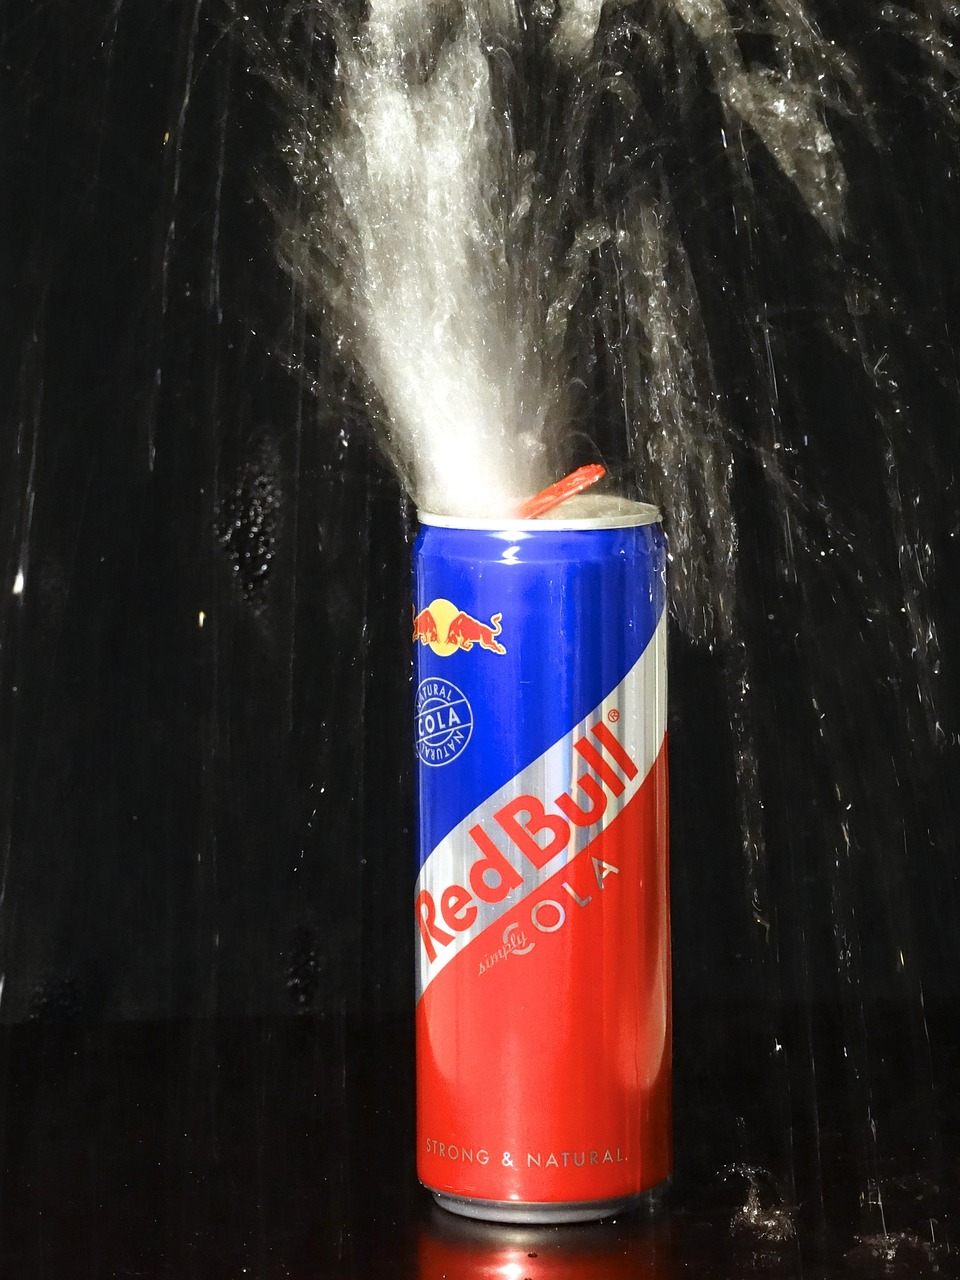 NATURAL
COLA
NATURAL
Red Bull®
simply COLA
STRONG & NATURAL.